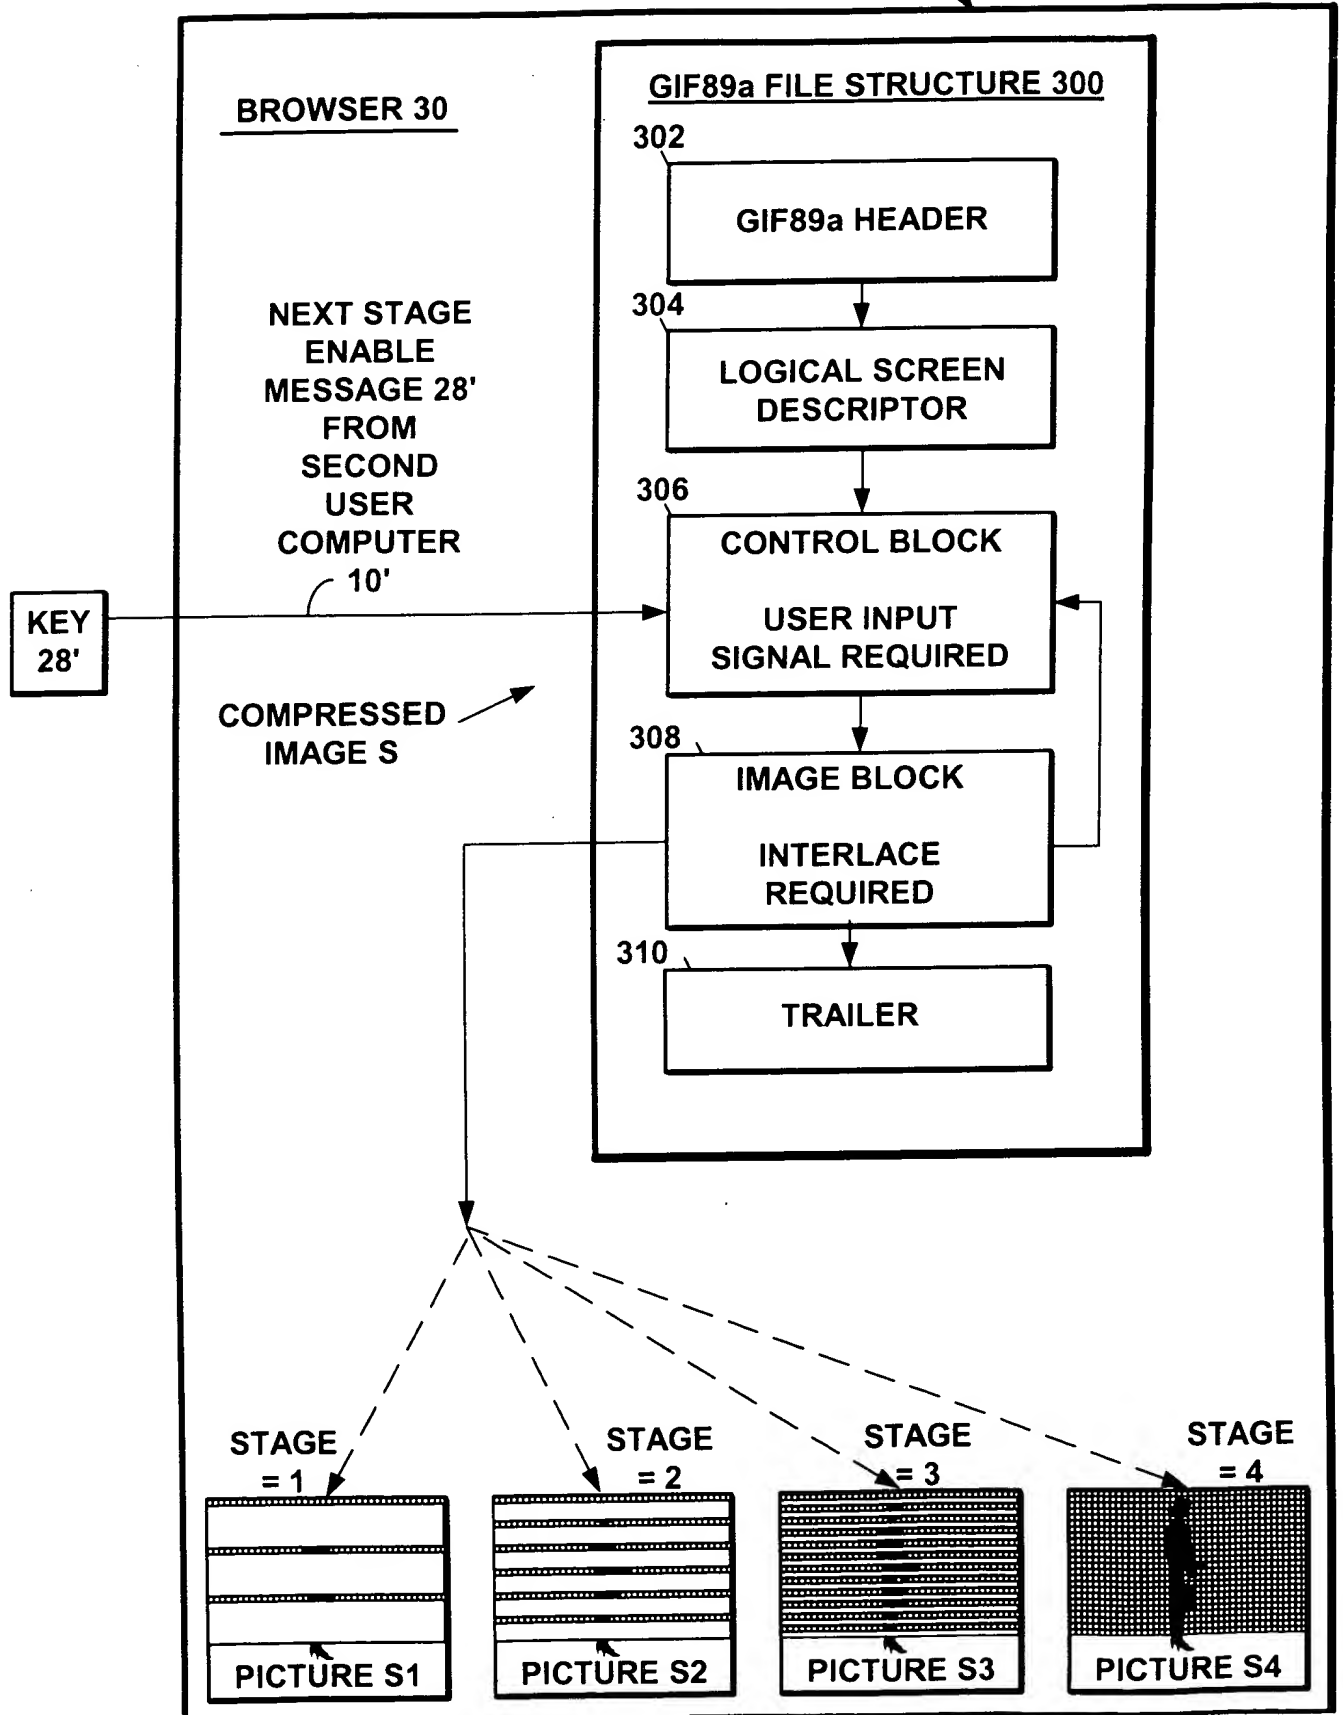 BROWSER 30
GIF89a FILE STRUCTURE 300
302
GIF89a HEADER
304
LOGICAL SCREEN
DESCRIPTOR
NEXT STAGE
ENABLE
MESSAGE 28'
FROM
SECOND
USER
COMPUTER
10'
KEY
28'
306
CONTROL BLOCK
USER INPUT
SIGNAL REQUIRED
COMPRESSED
IMAGE S
308
IMAGE BLOCK
INTERLACE
REQUIRED
310
TRAILER
STAGE
= 1
STAGE
= 2
STAGE
= 3
STAGE
= 4
PICTURE S1
PICTURE S2
PICTURE S3
PICTURE S4